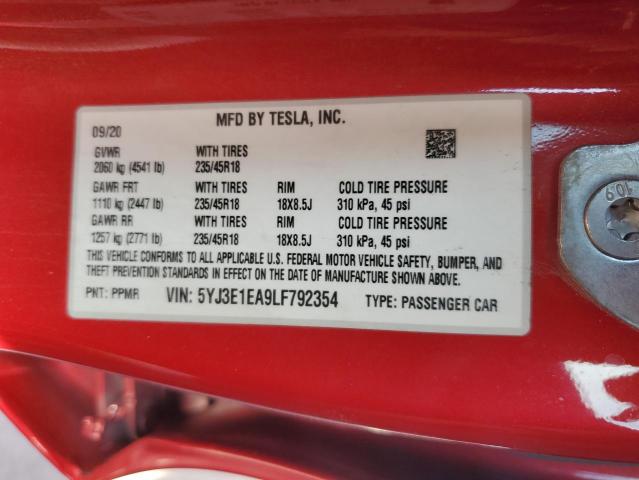 MFD BY TESLA, INC.
09/20
GVWR WITH TIRES
2060 kg (4541 lb) 235/45R18
GAWR FRT WITH TIRES RIM COLD TIRE PRESSURE
1110 kg (2447 lb) 235/45R18 18X8.5J 310 kPa, 45 psi
GAWR RR WITH TIRES RIM COLD TIRE PRESSURE
1257 kg (2771 lb) 235/45R18 18X8.5J 310 kPa, 45 psi
THIS VEHICLE CONFORMS TO ALL APPLICABLE U.S. FEDERAL MOTOR VEHICLE SAFETY, BUMPER, AND
THEFT PREVENTION STANDARDS IN EFFECT ON THE DATE OF MANUFACTURE SHOWN ABOVE.
PNT: PPMR VIN: 5YJ3E1EA9LF792354 TYPE: PASSENGER CAR
10.9